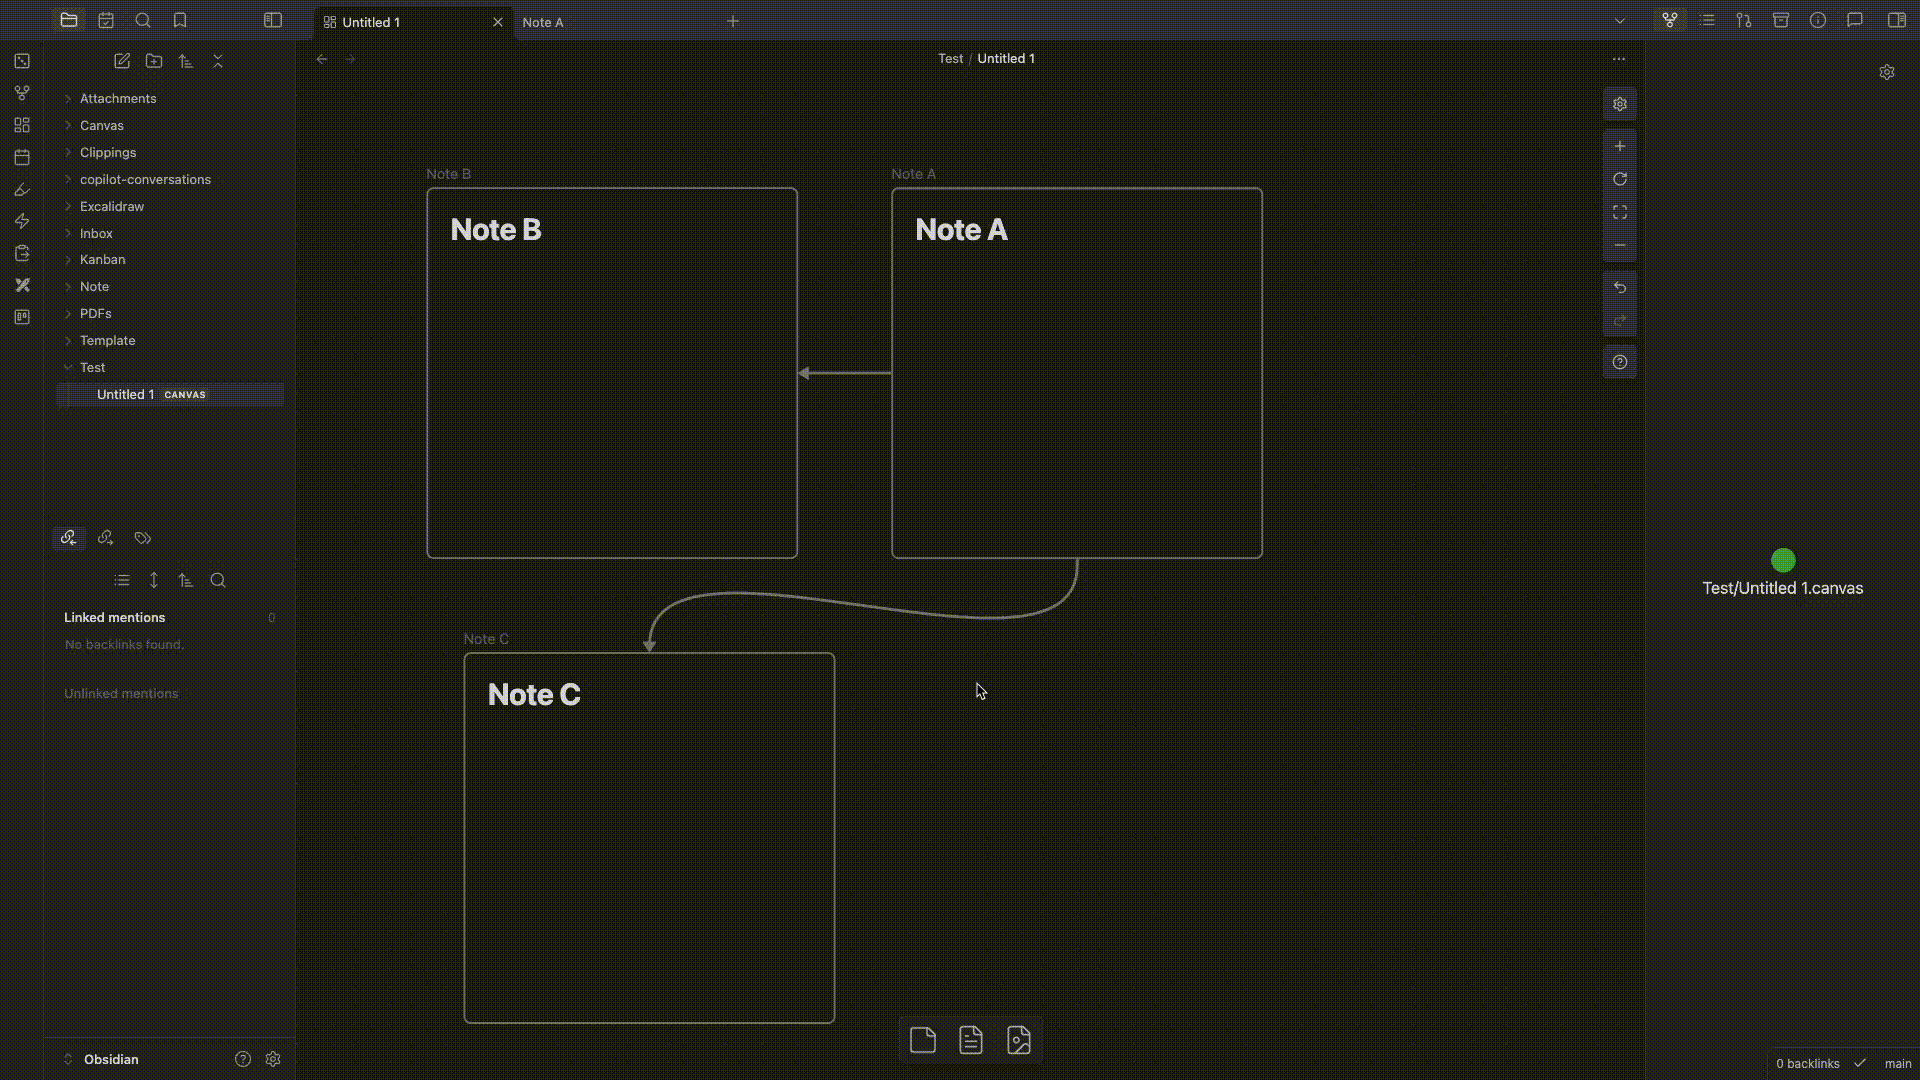 Untitled 1
Note A
Test / Untitled 1
Attachments
Canvas
Clippings
copilot-conversations
Excalidraw
Inbox
Kanban
Note
PDFs
Template
Test
Untitled 1 CANVAS
Linked mentions 0
No backlinks found.
Unlinked mentions
Obsidian
Note B
Note B
Note A
Note A
Note C
Note C
Test/Untitled 1.canvas
0 backlinks
main